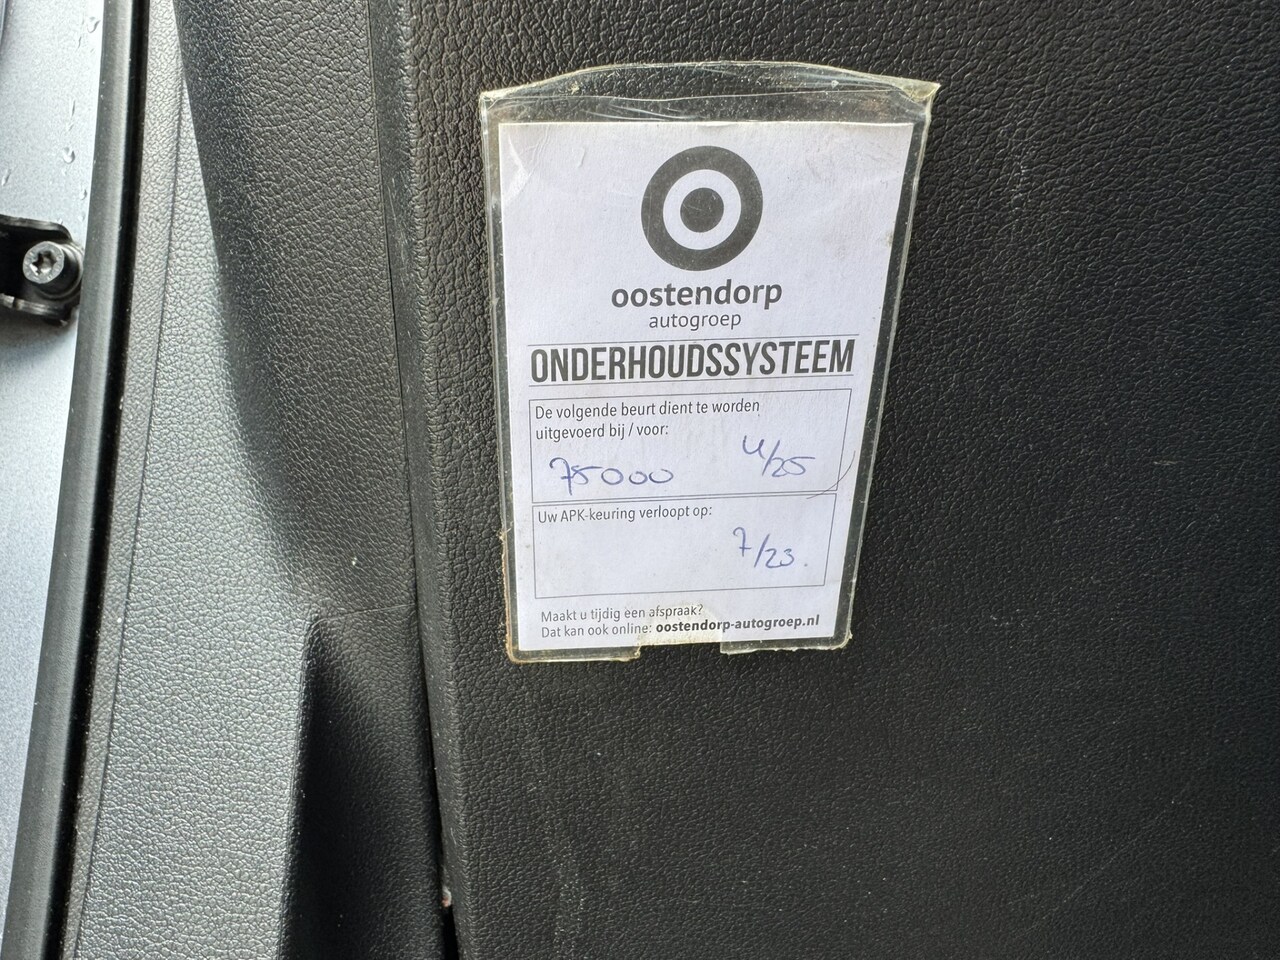 oostendorp
autogroep
ONDERHOUDSSYSTEEM
De volgende beurt dient te worden
uitgevoerd bij / voor:
75000 4/25
Uw APK-keuring verloopt op:
7/23.
Maakt u tijdig een afspraak?
Dat kan ook online: oostendorp-autogroep.nl